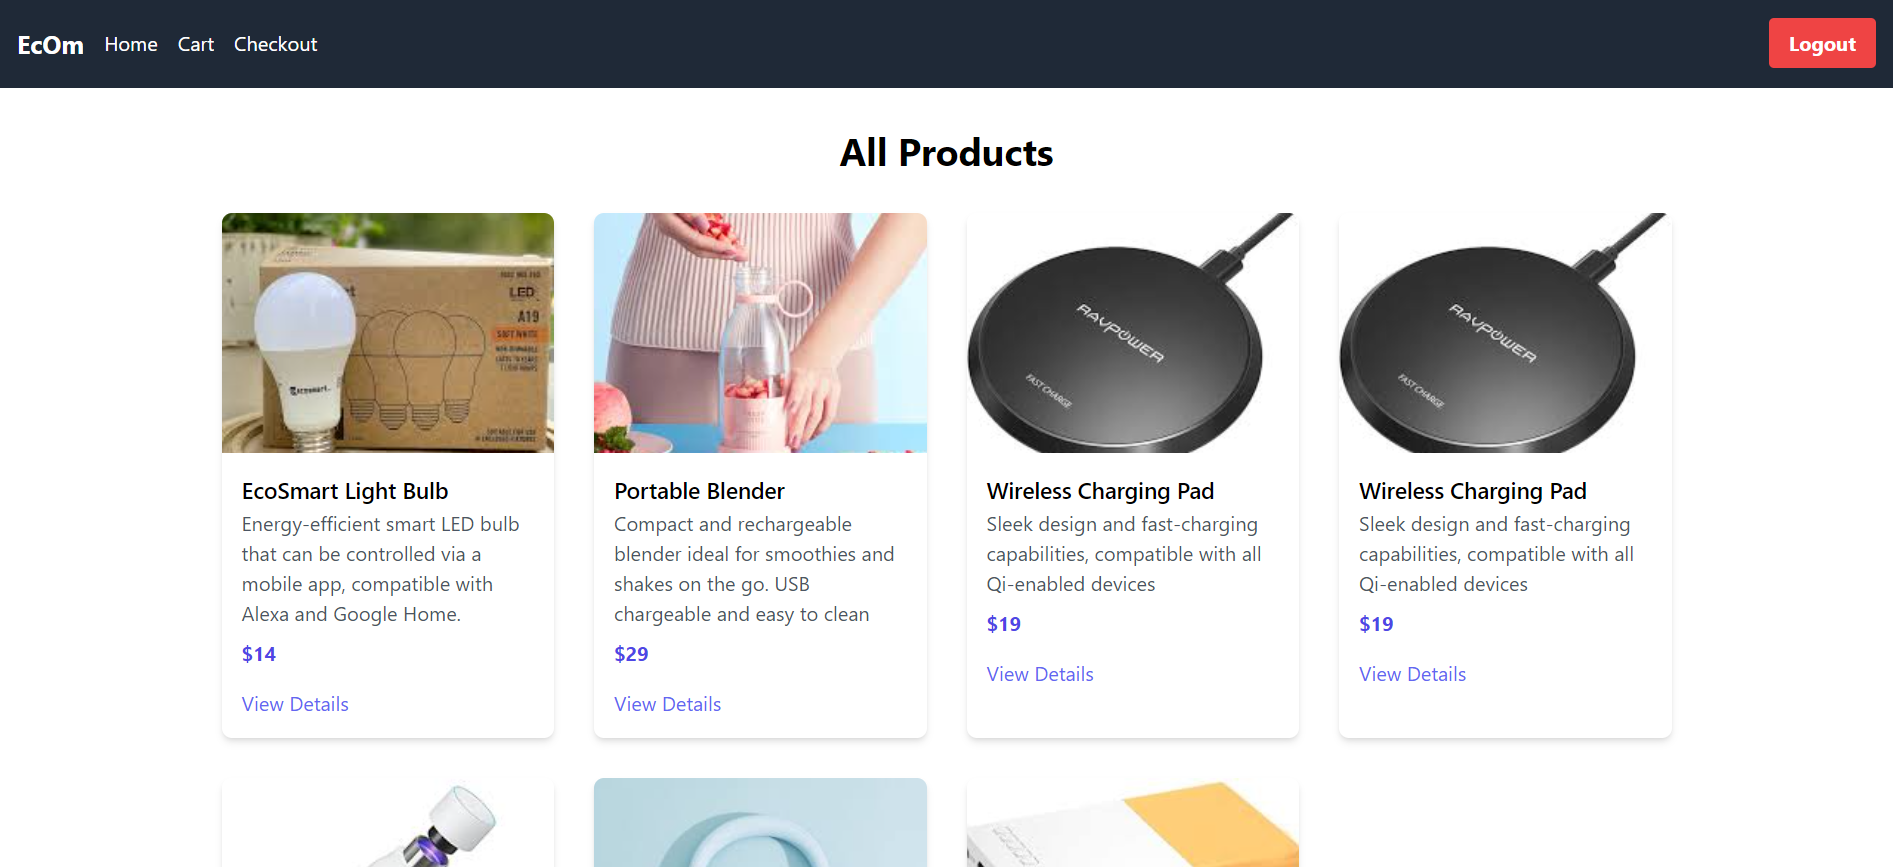 EcOm Home Cart Checkout Logout
All Products
LED
A19
SOFT WHITE
ecosmart
RAVPOWER
FAST CHARGE
RAVPOWER
FAST CHARGE
EcoSmart Light Bulb
Energy-efficient smart LED bulb
that can be controlled via a
mobile app, compatible with
Alexa and Google Home.
$14
View Details
Portable Blender
Compact and rechargeable
blender ideal for smoothies and
shakes on the go. USB
chargeable and easy to clean
$29
View Details
Wireless Charging Pad
Sleek design and fast-charging
capabilities, compatible with all
Qi-enabled devices
$19
View Details
Wireless Charging Pad
Sleek design and fast-charging
capabilities, compatible with all
Qi-enabled devices
$19
View Details